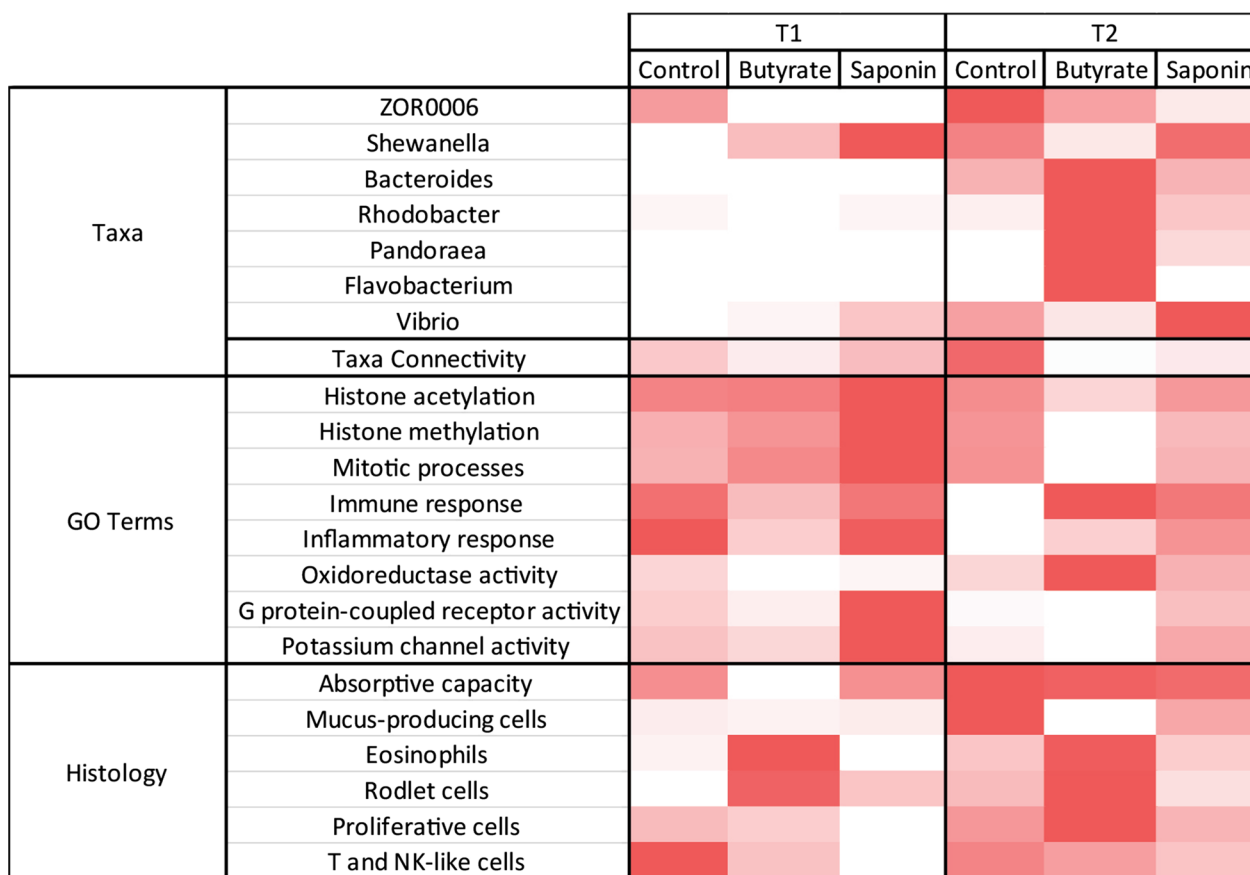 T1 T2
Control Butyrate Saponin Control Butyrate Saponin
Taxa
ZOR0006
Shewanella
Bacteroides
Rhodobacter
Pandoraea
Flavobacterium
Vibrio
Taxa Connectivity
GO Terms
Histone acetylation
Histone methylation
Mitotic processes
Immune response
Inflammatory response
Oxidoreductase activity
G protein-coupled receptor activity
Potassium channel activity
Histology
Absorptive capacity
Mucus-producing cells
Eosinophils
Rodlet cells
Proliferative cells
T and NK-like cells